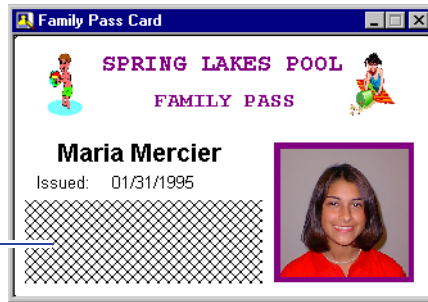 Family Pass Card
SPRING LAKES POOL
FAMILY PASS
Maria Mercier
Issued: 01/31/1995